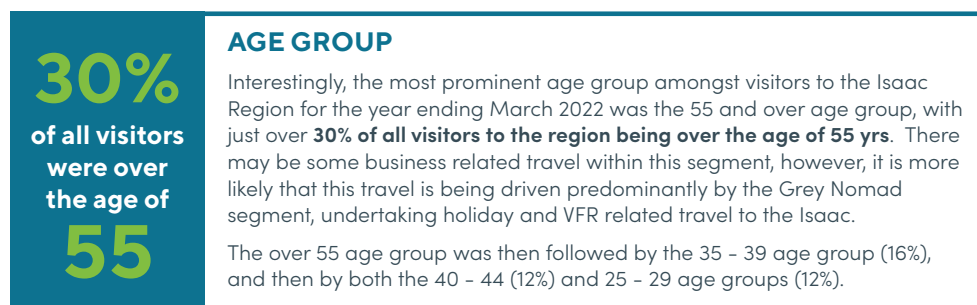 30%
of all visitors
were over
the age of
55
AGE GROUP
Interestingly, the most prominent age group amongst visitors to the Isaac
Region for the year ending March 2022 was the 55 and over age group, with
just over 30% of all visitors to the region being over the age of 55 yrs.  There
may be some business related travel within this segment, however, it is more
likely that this travel is being driven predominantly by the Grey Nomad
segment, undertaking holiday and VFR related travel to the Isaac.
The over 55 age group was then followed by the 35 - 39 age group (16%),
and then by both the 40 - 44 (12%) and 25 - 29 age groups (12%).